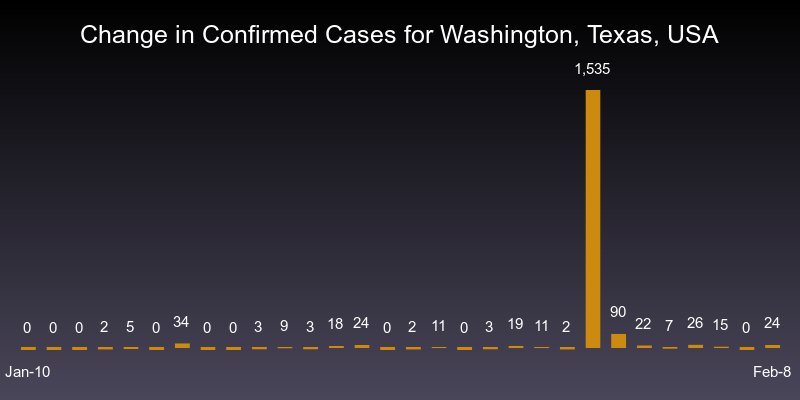 Change in Confirmed Cases for Washington, Texas, USA
1,535
0 0 0 2 5 0 34 0 0 3 9 3 18 24 0 2 11 0 3 19 11 2 90 22 7 26 15 0 24
Jan-10 Feb-8